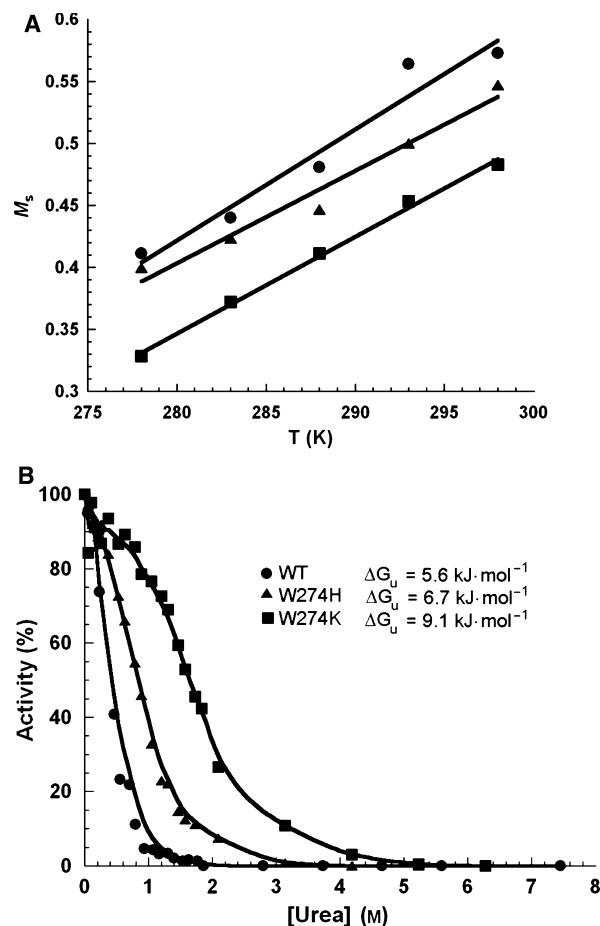 A
0.6
0.55
0.5
Ms
0.45
0.4
0.35
0.3
275 280 285 290 295 300
T (K)
B
100
80
60
40
20
0
Activity (%)
WT ΔGu = 5.6 kJ·mol−1
W274H ΔGu = 6.7 kJ·mol−1
W274K ΔGu = 9.1 kJ·mol−1
0 1 2 3 4 5 6 7 8
[Urea] (M)